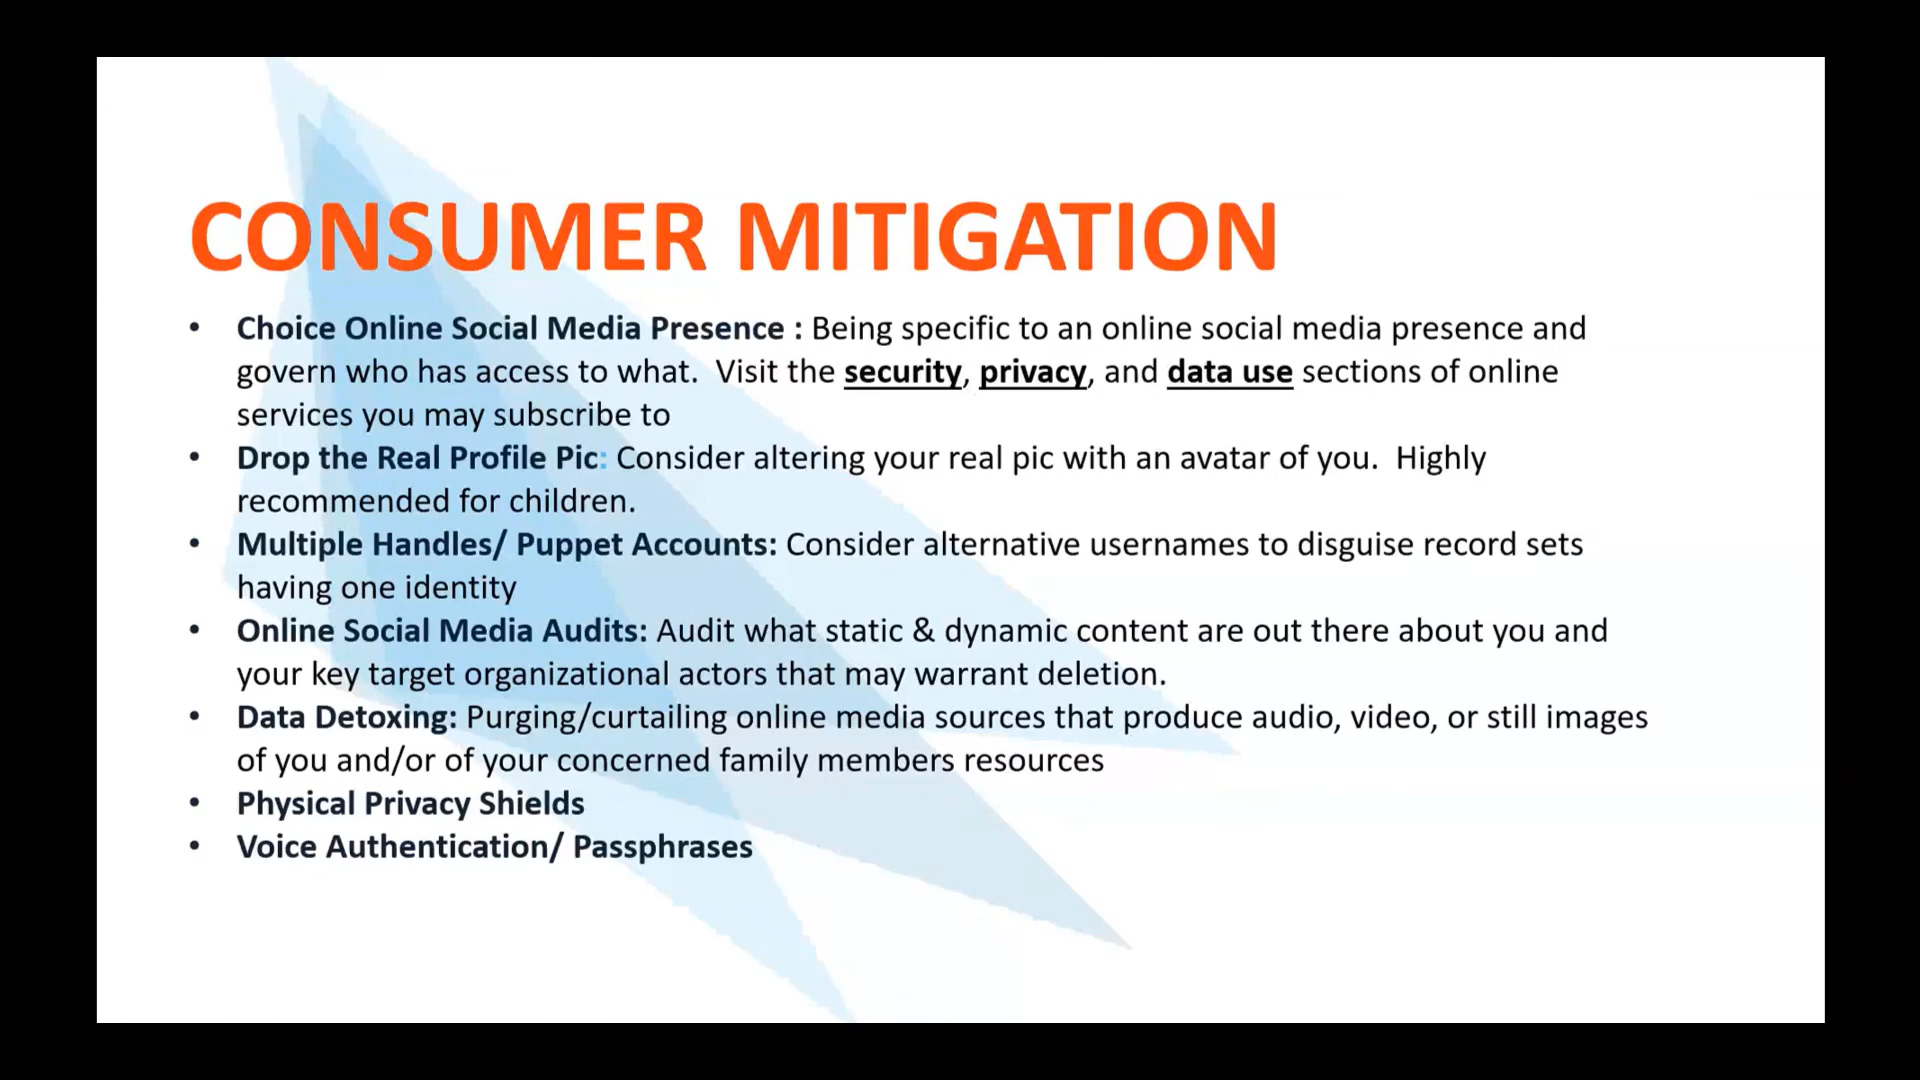 CONSUMER MITIGATION
• Choice Online Social Media Presence : Being specific to an online social media presence and
govern who has access to what.  Visit the security, privacy, and data use sections of online
services you may subscribe to
• Drop the Real Profile Pic: Consider altering your real pic with an avatar of you.  Highly
recommended for children.
• Multiple Handles/ Puppet Accounts: Consider alternative usernames to disguise record sets
having one identity
• Online Social Media Audits: Audit what static & dynamic content are out there about you and
your key target organizational actors that may warrant deletion.
• Data Detoxing: Purging/curtailing online media sources that produce audio, video, or still images
of you and/or of your concerned family members resources
• Physical Privacy Shields
• Voice Authentication/ Passphrases